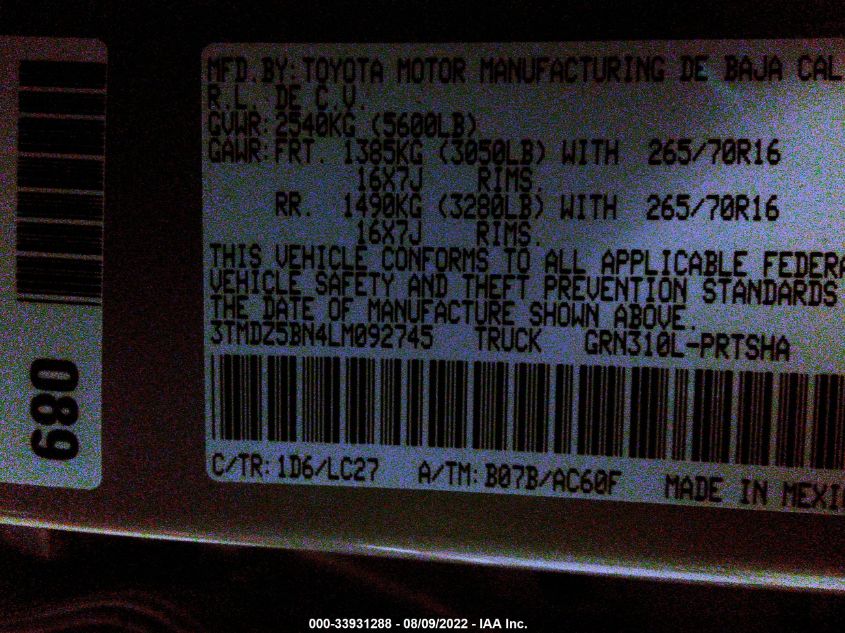 MFD.BY:TOYOTA MOTOR MANUFACTURING DE BAJA CAL
R.L. DE C.V.
GVWR:2540KG (5600LB)
GAWR:FRT. 1385KG (3050LB) WITH 265/70R16
16X7J RIMS.
RR. 1490KG (3280LB) WITH 265/70R16
16X7J RIMS.
THIS VEHICLE CONFORMS TO ALL APPLICABLE FEDERA
VEHICLE SAFETY AND THEFT PREVENTION STANDARDS
THE DATE OF MANUFACTURE SHOWN ABOVE.
3TMDZ5BN4LM092745 TRUCK GRN310L-PRTSHA
C/TR:1D6/LC27 A/TM:B07B/AC60F MADE IN MEXI
089
000-33931288 - 08/09/2022 - IAA Inc.